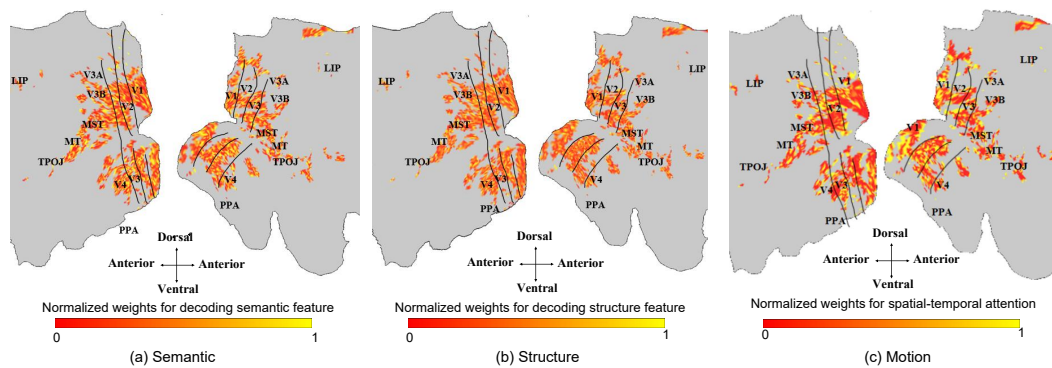 LIP
V3A
V3B
V1
V2
MST
MT
TPOJ
V3
V4
PPA
V2
V1
V3
V3A
V3B
LIP
MST
MT
TPOJ
V4
Dorsal
Anterior
Anterior
Ventral
Normalized weights for decoding semantic feature
0
1
(a) Semantic
LIP
V3A
V3B
V1
V2
MST
MT
TPOJ
V3
V4
PPA
V2
V1
V3
V3A
V3B
LIP
MST
MT
TPOJ
V4
PPA
Dorsal
Anterior
Anterior
Ventral
Normalized weights for decoding structure feature
0
1
(b) Structure
LIP
V3A
V3B
V1
V2
MST
MT
TPOJ
V3
V4
PPA
V1
V2
V3
V3A
V3B
LIP
V1
MST
MT
TPOJ
V4
PPA
Dorsal
Anterior
Anterior
Ventral
Normalized weights for spatial-temporal attention
0
1
(c) Motion